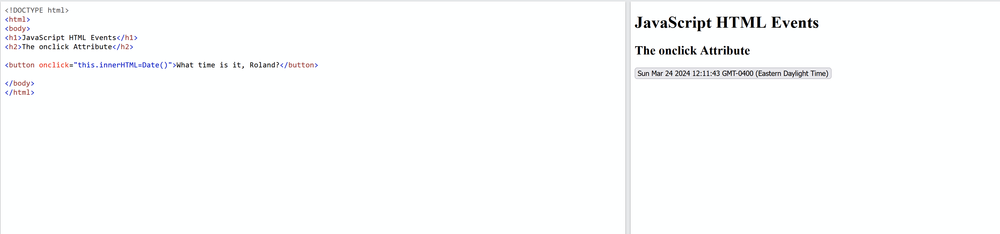 <!DOCTYPE html>
<html>
<body>
<h1>JavaScript HTML Events</h1>
<h2>The onclick Attribute</h2>
<button onclick="this.innerHTML=Date()">What time is it, Roland?</button>
</body>
</html>
JavaScript HTML Events
The onclick Attribute
Sun Mar 24 2024 12:11:43 GMT-0400 (Eastern Daylight Time)